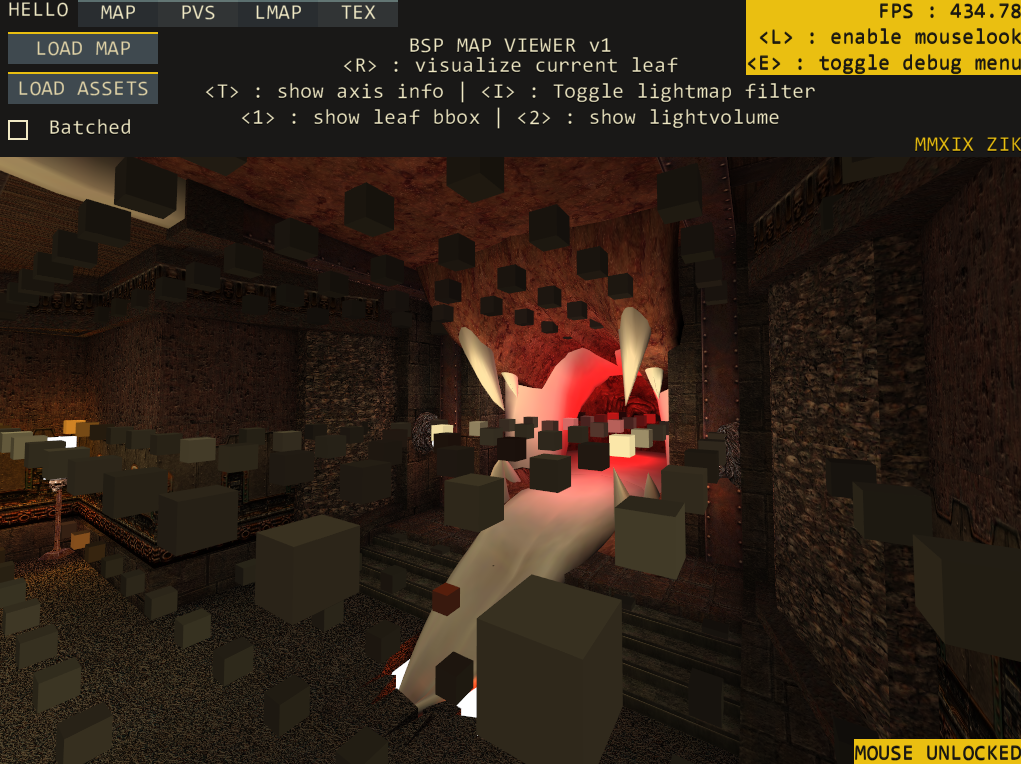 HELLO MAP PVS LMAP TEX
FPS : 434.78
LOAD MAP
BSP MAP VIEWER v1
<L> : enable mouselook
<R> : visualize current leaf
<E> : toggle debug menu
LOAD ASSETS
<T> : show axis info | <I> : Toggle lightmap filter
<1> : show leaf bbox | <2> : show lightvolume
Batched
MMXIX ZIK
MOUSE UNLOCKED